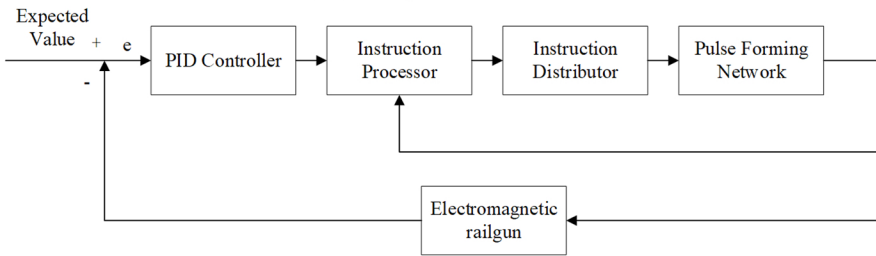 Expected
Value
+
e
-
PID Controller
Instruction
Processor
Instruction
Distributor
Pulse Forming
Network
Electromagnetic
railgun